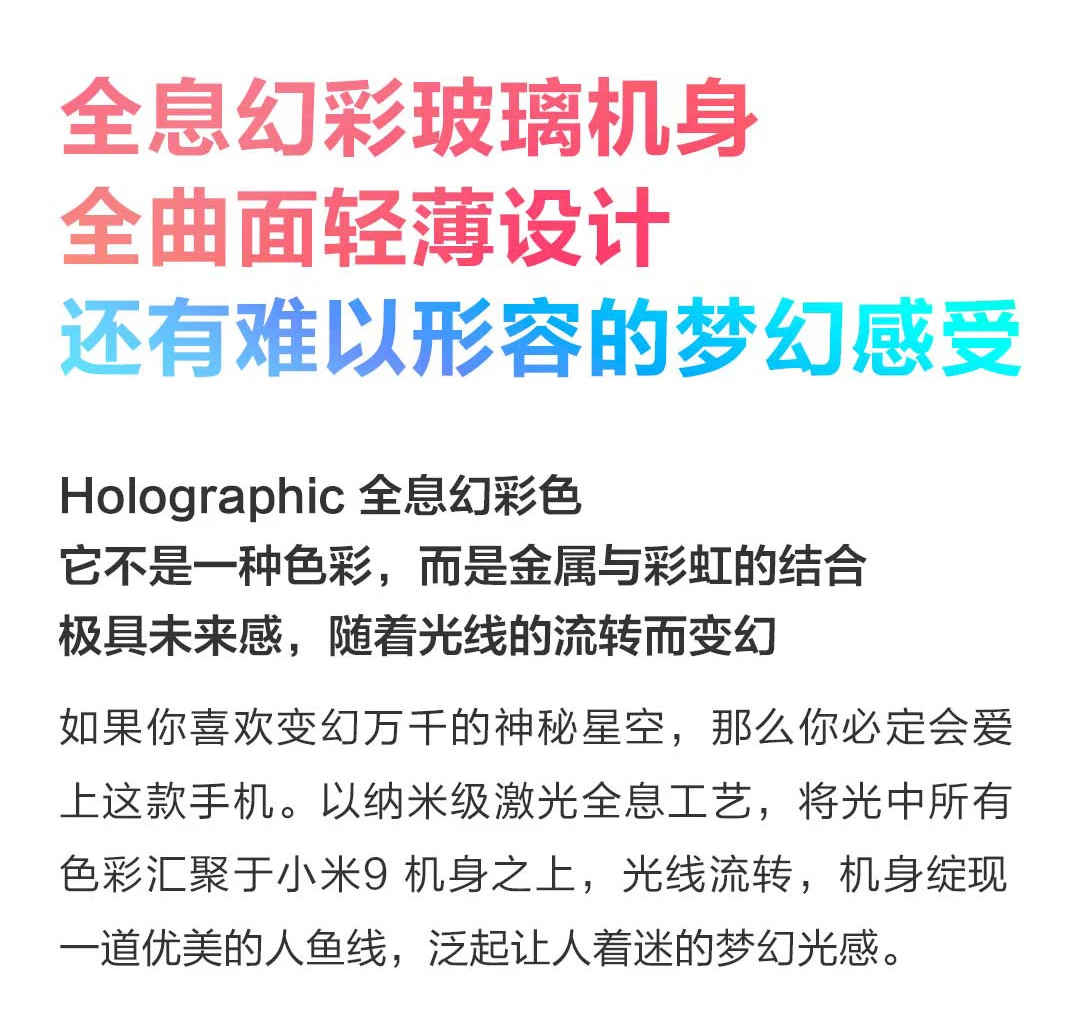 全息幻彩玻璃机身
全曲面轻薄设计
还有难以形容的梦幻感受
Holographic 全息幻彩色
它不是一种色彩，而是金属与彩虹的结合
极具未来感，随着光线的流转而变幻
如果你喜欢变幻万千的神秘星空，那么你必定会爱
上这款手机。以纳米级激光全息工艺，将光中所有
色彩汇聚于小米9 机身之上，光线流转，机身绽现
一道优美的人鱼线，泛起让人着迷的梦幻光感。